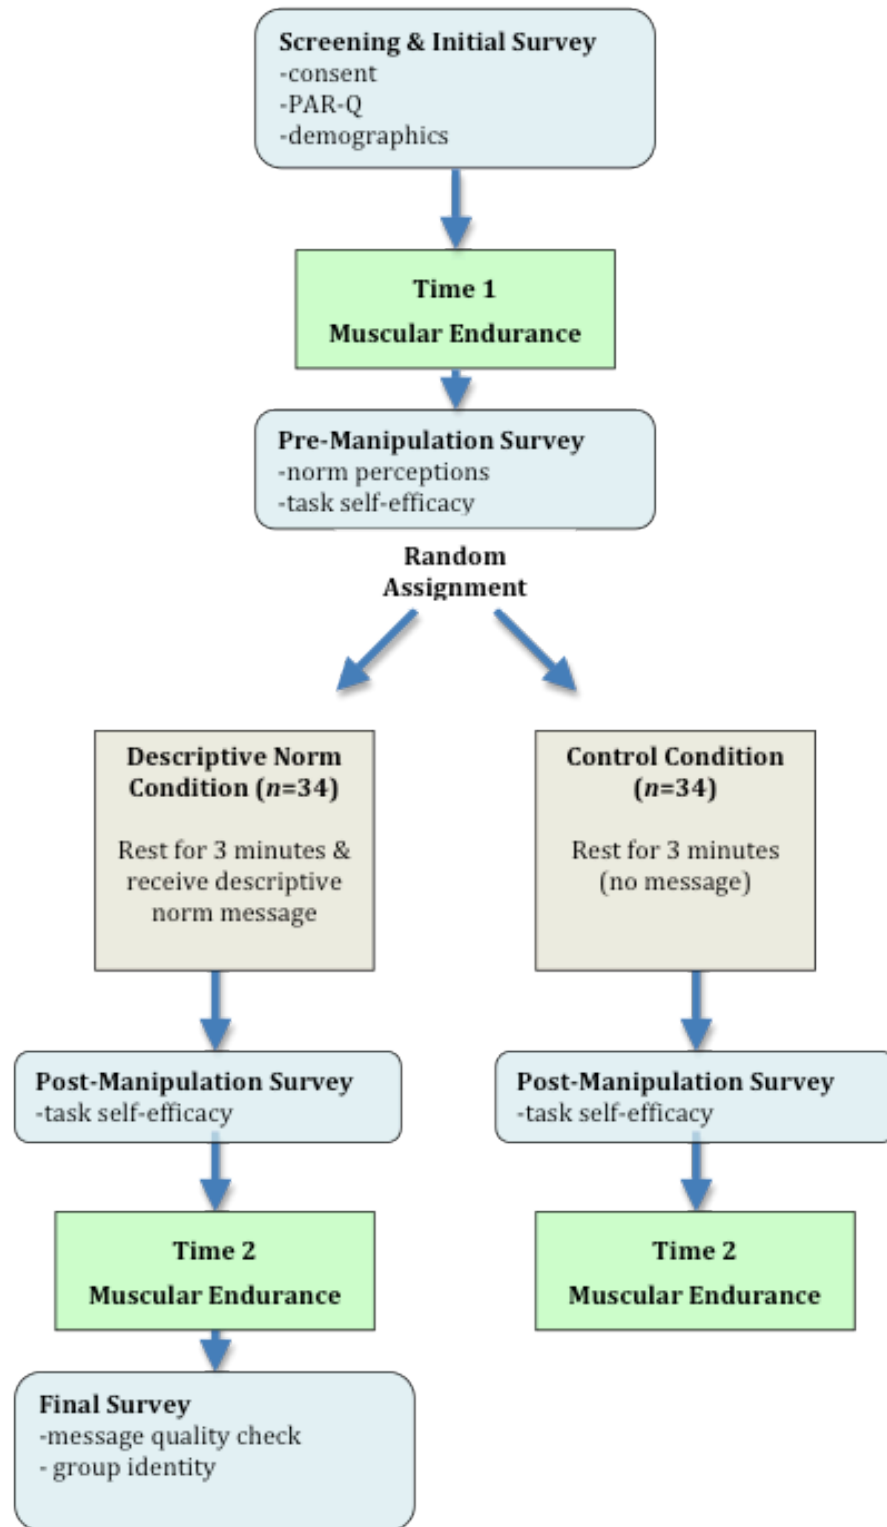 Screening & Initial Survey
-consent
-PAR-Q
-demographics
Time 1
Muscular Endurance
Pre-Manipulation Survey
-norm perceptions
-task self-efficacy
Random
Assignment
Descriptive Norm
Condition (n=34)
Rest for 3 minutes &
receive descriptive
norm message
Control Condition
(n=34)
Rest for 3 minutes
(no message)
Post-Manipulation Survey
-task self-efficacy
Post-Manipulation Survey
-task self-efficacy
Time 2
Muscular Endurance
Time 2
Muscular Endurance
Final Survey
-message quality check
- group identity